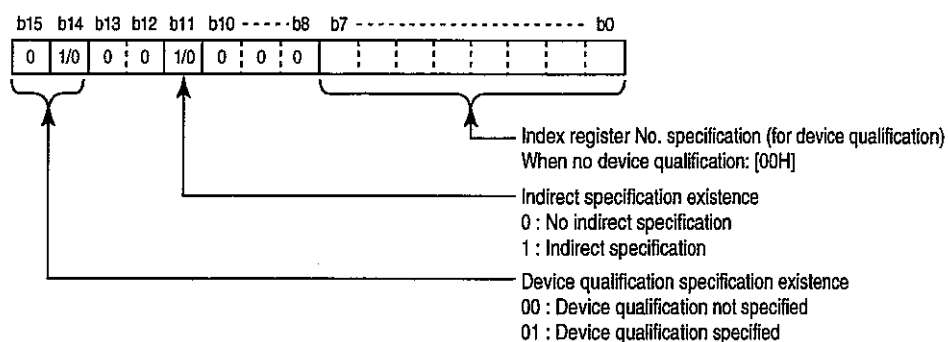 b15 b14 b13 b12 b11 b10 b8 b7 b0
0 1/0 0 0 1/0 0 0 0
Index register No. specification (for device qualification)
When no device qualification: [00H]
Indirect specification existence
0 : No indirect specification
1 : Indirect specification
Device qualification specification existence
00 : Device qualification not specified
01 : Device qualification specified